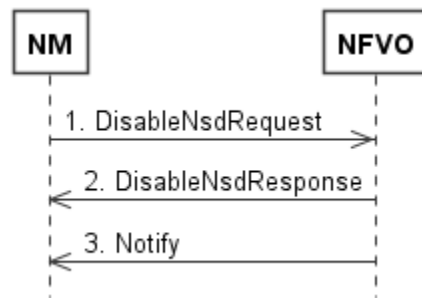 NM NFVO
1. DisableNsdRequest
2. DisableNsdResponse
3. Notify